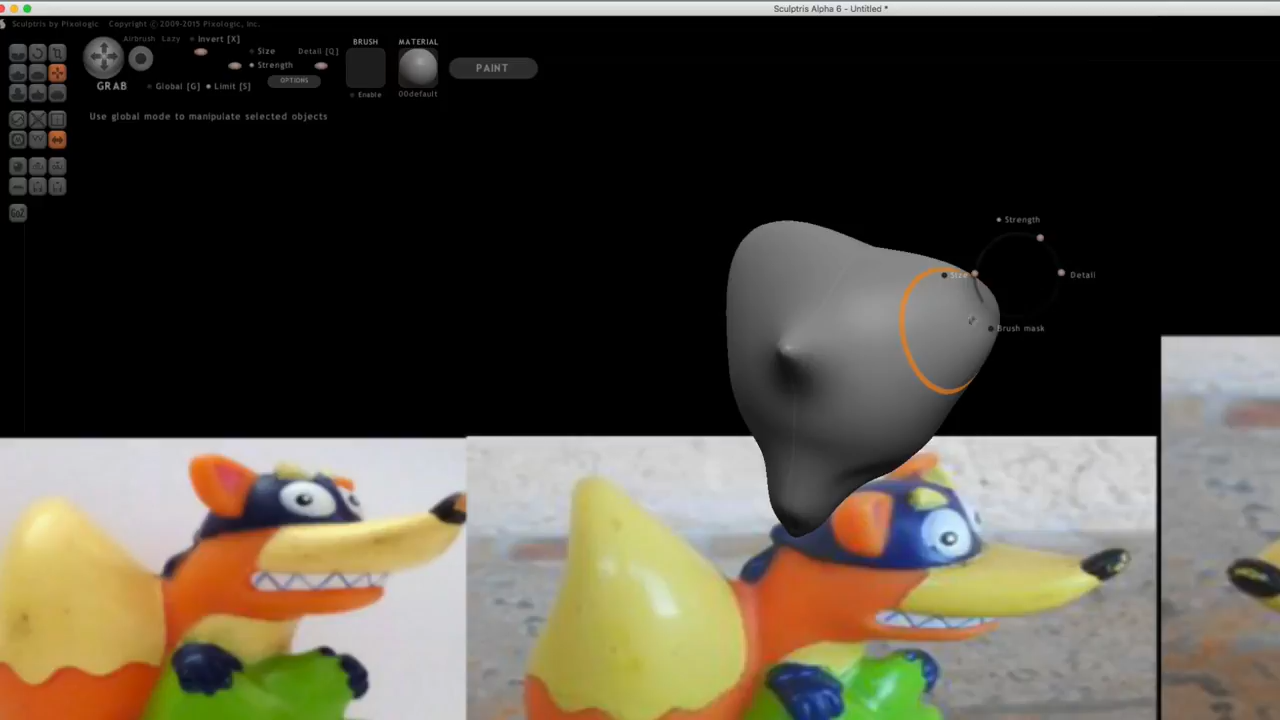 Sculptris Alpha 6 - Untitled *
Sculptris by Pixologic Copyright ©2009-2015 Pixologic, Inc.
Airbrush Lazy Invert [X]
Size Detail [Q]
Strength
OPTIONS
GRAB
Global [G] Limit [S]
BRUSH
Enable
MATERIAL
00default
PAINT
Use global mode to manipulate selected objects
GoZ
Strength
Size
Detail
Brush mask